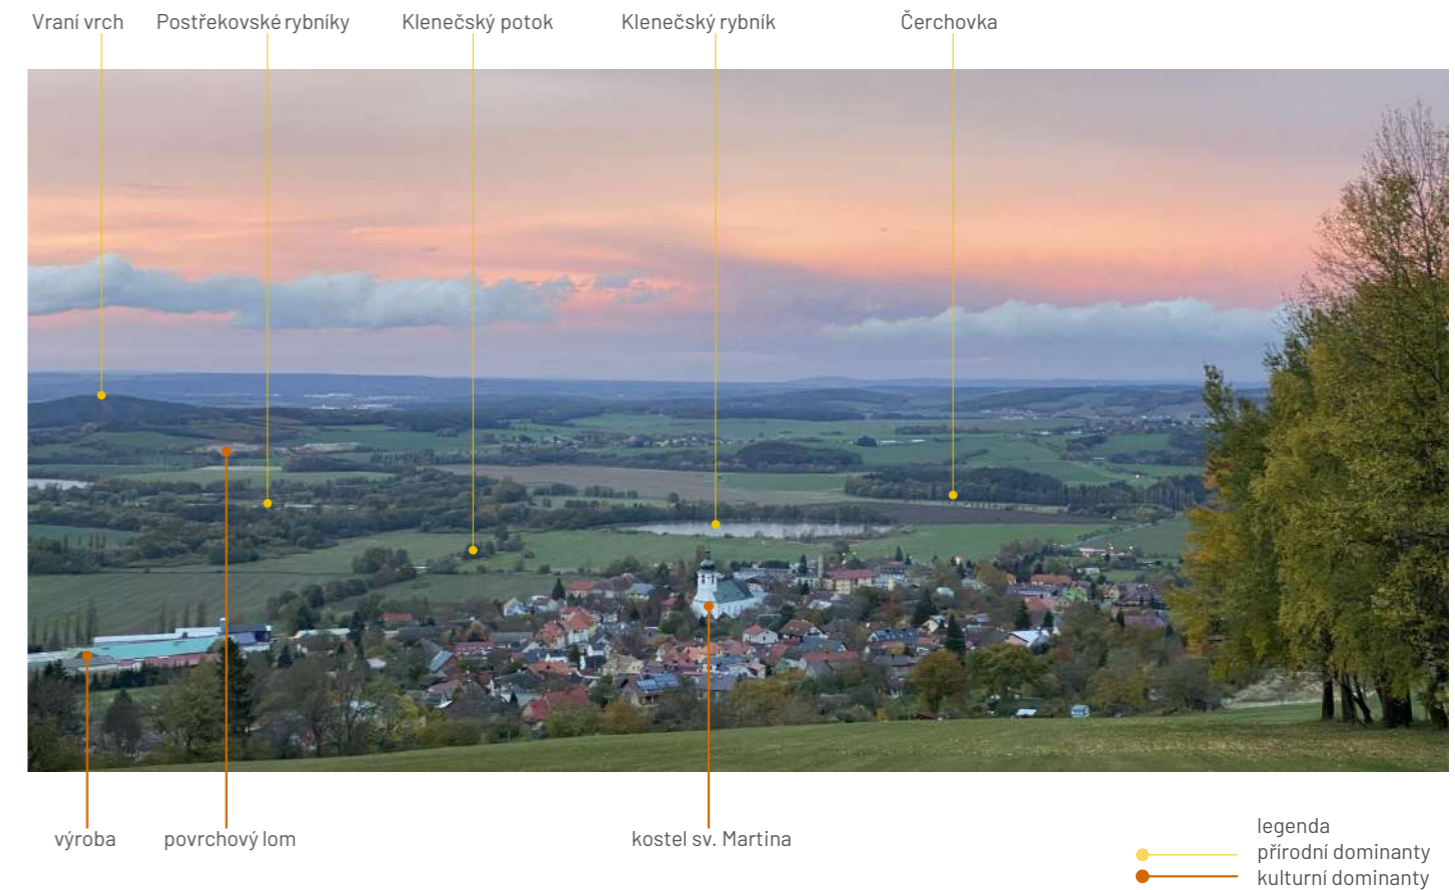 Vraní vrch
Postřekovské rybníky
Klenečský potok
Klenečský rybník
Čerchovka
výroba
povrchový lom
kostel sv. Martina
legenda
přírodní dominanty
kulturní dominanty